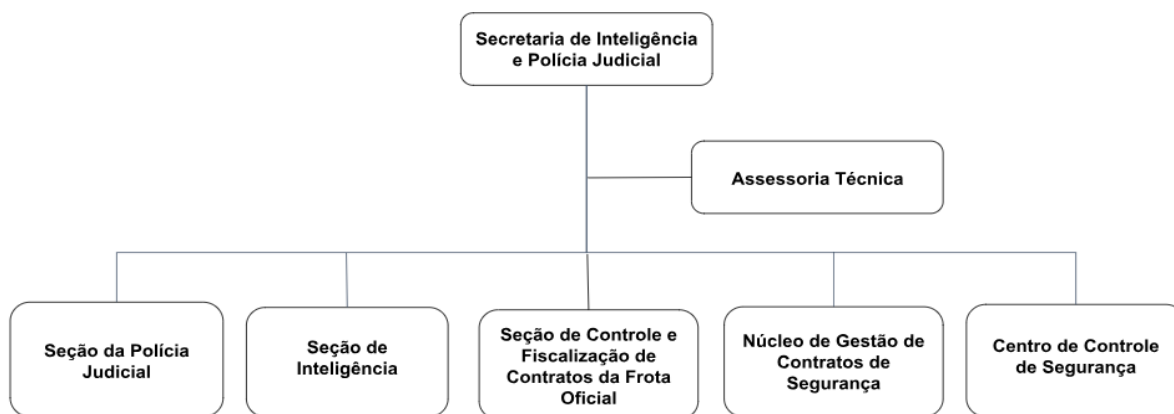 Secretaria de Inteligência
e Polícia Judicial
Assessoria Técnica
Seção da Polícia
Judicial
Seção de
Inteligência
Seção de Controle e
Fiscalização de
Contratos da Frota
Oficial
Núcleo de Gestão de
Contratos de
Segurança
Centro de Controle
de Segurança